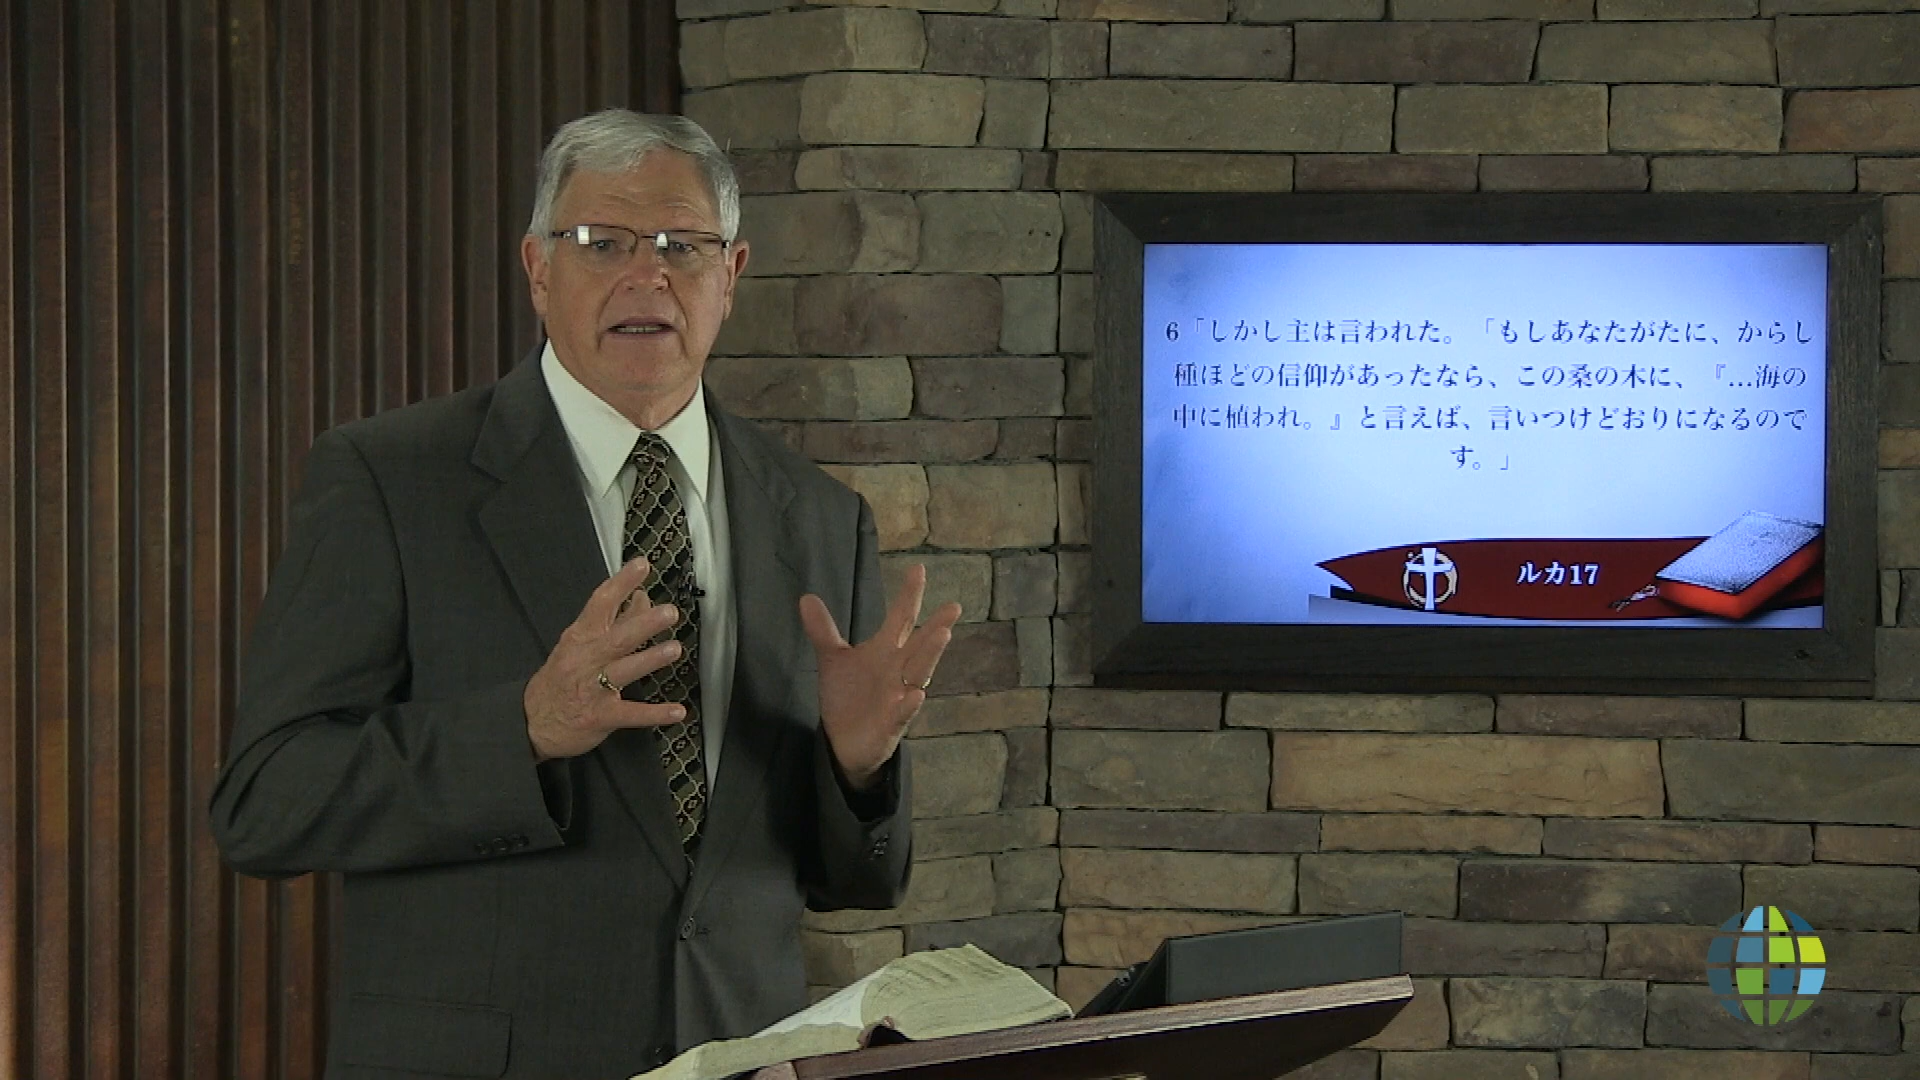 6「しかし主は言われた。「もしあなたがたに、からし
種ほどの信仰があったなら、この桑の木に、『…海の
中に植われ。』と言えば、言いつけどおりになるので
す。」
ルカ17